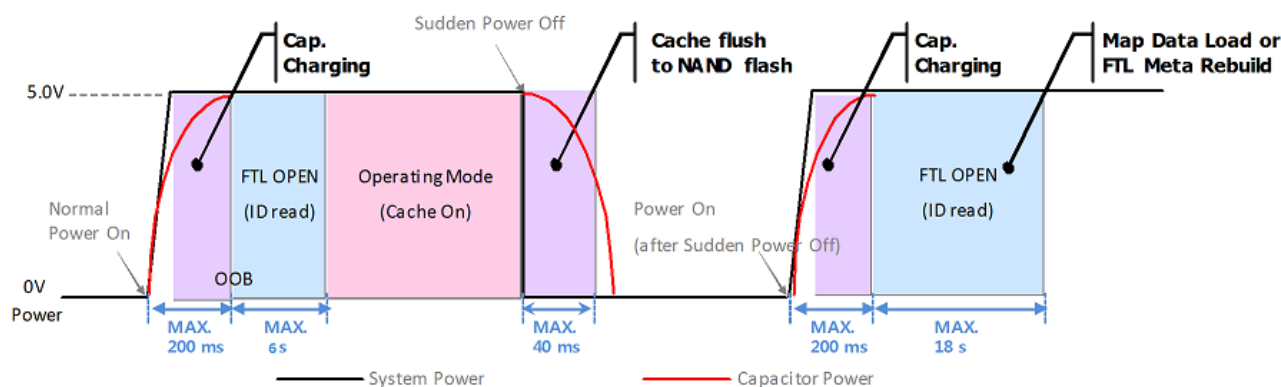 Sudden Power Off
Cap.
Charging
Cache flush
to NAND flash
Cap.
Charging
Map Data Load or
FTL Meta Rebuild
5.0V
FTL OPEN
(ID read)
Operating Mode
(Cache On)
FTL OPEN
(ID read)
Normal
Power On
Power On
(after Sudden Power Off)
OOB
0V
Power
MAX.
200 ms
MAX.
6 s
MAX.
40 ms
MAX.
200 ms
MAX.
18 s
System Power
Capacitor Power